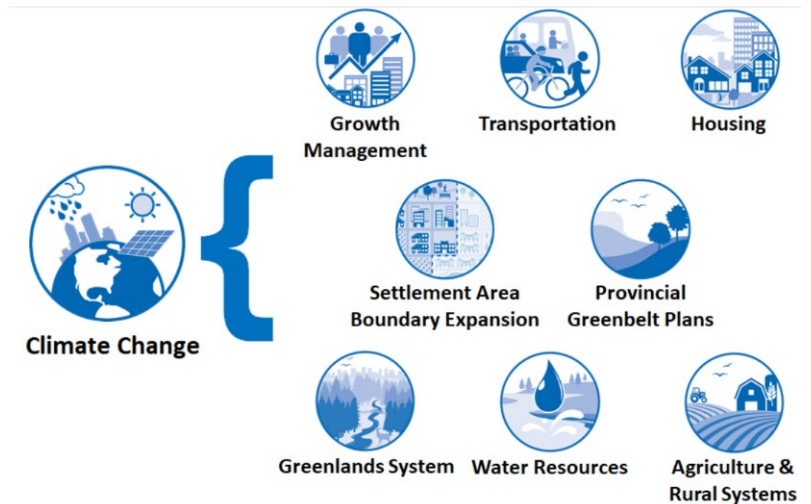 Growth
Management
Transportation
Housing
Climate Change
Settlement Area
Boundary Expansion
Provincial
Greenbelt Plans
Greenlands System
Water Resources
Agriculture &
Rural Systems